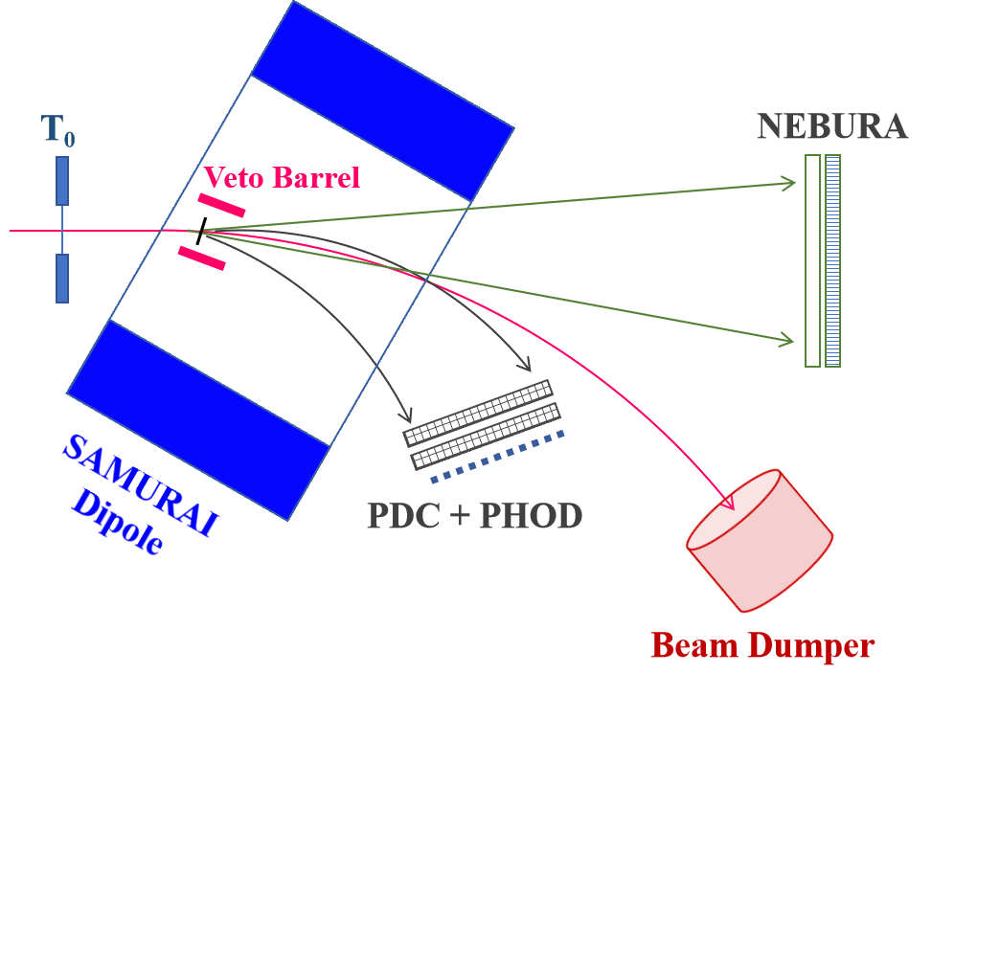 T₀
NEBURA
Veto Barrel
SAMURAI
Dipole
PDC + PHOD
Beam Dumper